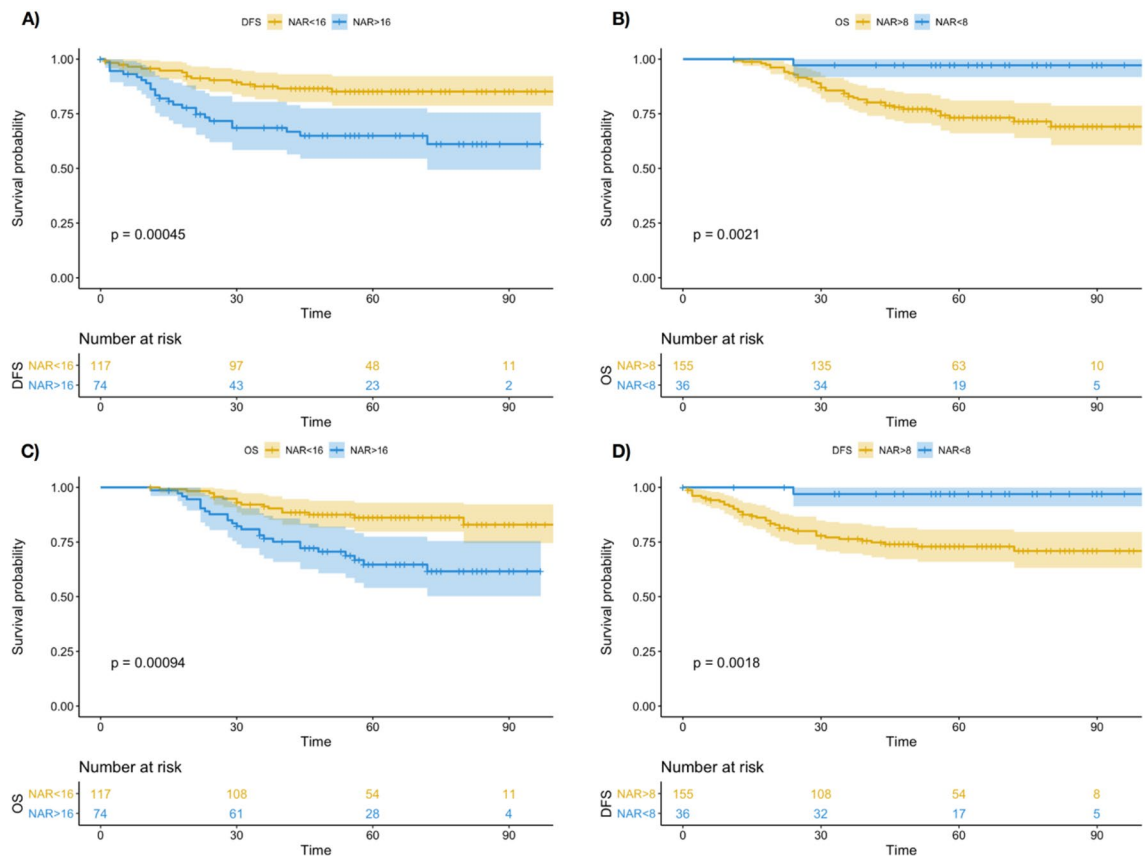 A)
DFS NAR<16 NAR>16
1.00
0.75
0.50
0.25
0.00
Survival probability
p = 0.00045
0 30 60 90
Time
Number at risk
DFS
NAR<16 117 97 48 11
NAR>16 74 43 23 2
0 30 60 90
Time
B)
OS NAR>8 NAR<8
1.00
0.75
0.50
0.25
0.00
Survival probability
p = 0.0021
0 30 60 90
Time
Number at risk
OS
NAR>8 155 135 63 10
NAR<8 36 34 19 5
0 30 60 90
Time
C)
OS NAR<16 NAR>16
1.00
0.75
0.50
0.25
0.00
Survival probability
p = 0.00094
0 30 60 90
Time
Number at risk
OS
NAR<16 117 108 54 11
NAR>16 74 61 28 4
0 30 60 90
Time
D)
DFS NAR>8 NAR<8
1.00
0.75
0.50
0.25
0.00
Survival probability
p = 0.0018
0 30 60 90
Time
Number at risk
DFS
NAR>8 155 108 54 8
NAR<8 36 32 17 5
0 30 60 90
Time